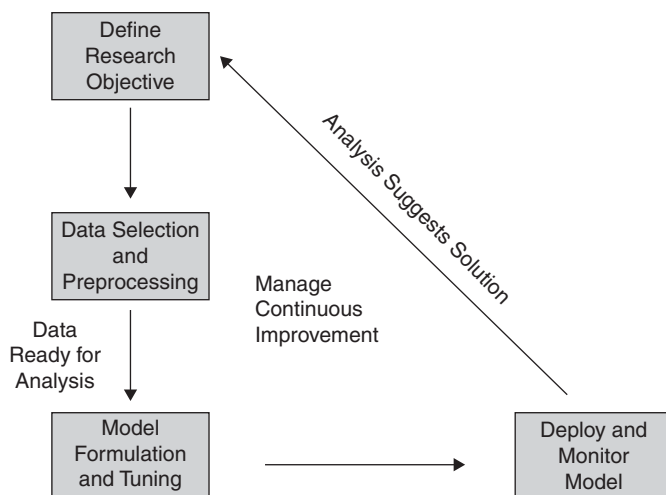 Define
Research
Objective
Analysis Suggests Solution
Data Selection
and
Preprocessing
Manage
Continuous
Improvement
Data
Ready for
Analysis
Model
Formulation
and Tuning
Deploy and
Monitor
Model